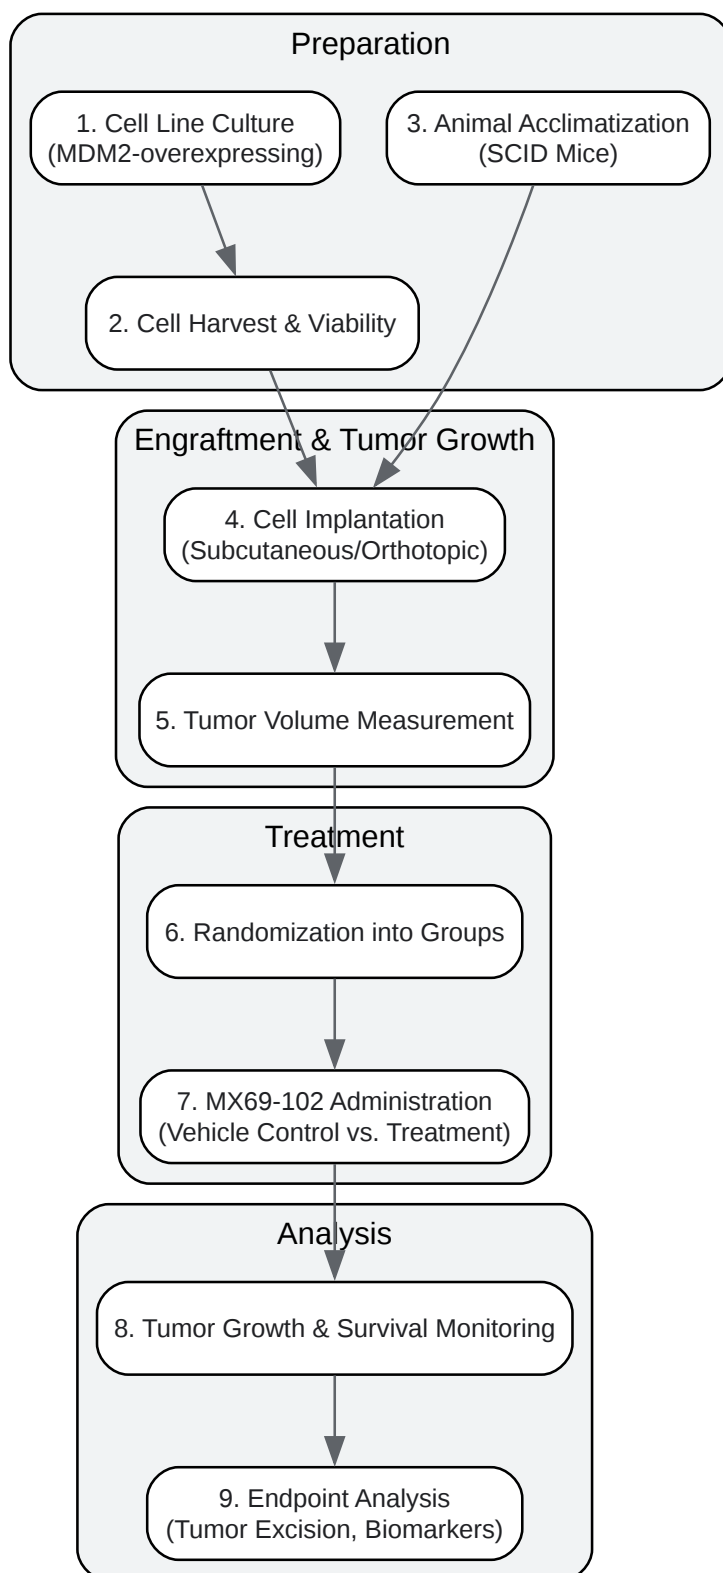 Preparation
1. Cell Line Culture
(MDM2-overexpressing)
3. Animal Acclimatization
(SCID Mice)
2. Cell Harvest & Viability
Engraftment & Tumor Growth
4. Cell Implantation
(Subcutaneous/Orthotopic)
5. Tumor Volume Measurement
Treatment
6. Randomization into Groups
7. MX69-102 Administration
(Vehicle Control vs. Treatment)
Analysis
8. Tumor Growth & Survival Monitoring
9. Endpoint Analysis
(Tumor Excision, Biomarkers)